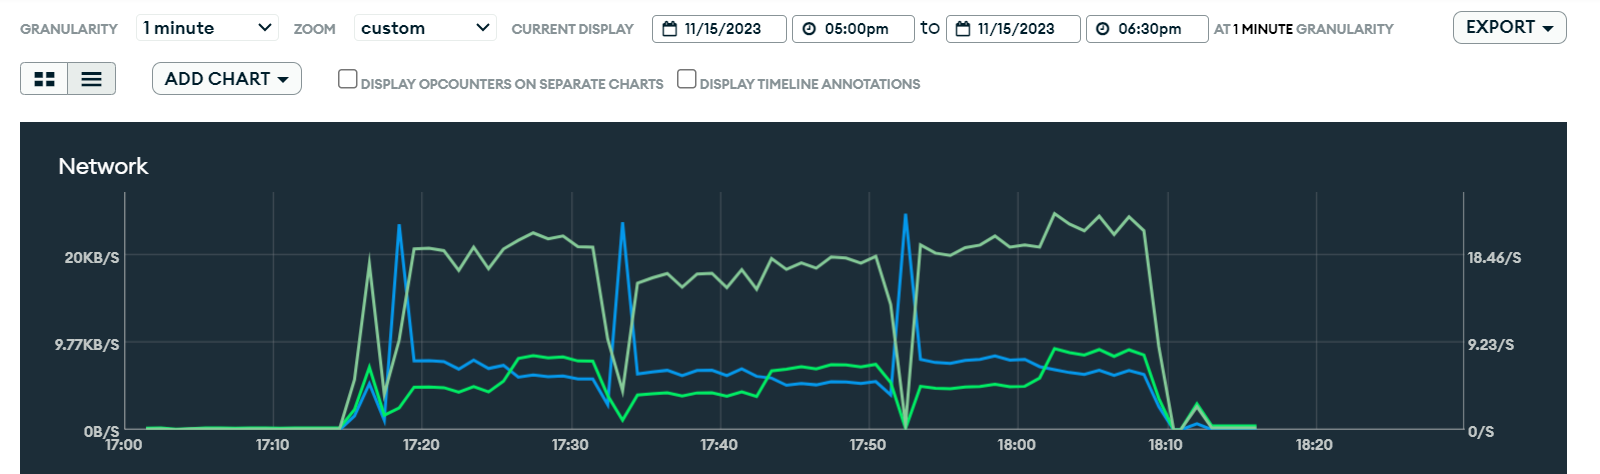 GRANULARITY 1 minute ZOOM custom CURRENT DISPLAY 11/15/2023 05:00pm to 11/15/2023 06:30pm AT 1 MINUTE GRANULARITY EXPORT
ADD CHART DISPLAY OPCOUNTERS ON SEPARATE CHARTS DISPLAY TIMELINE ANNOTATIONS
Network
20KB/S 18.46/S
9.77KB/S 9.23/S
0B/S 0/S
17:00 17:10 17:20 17:30 17:40 17:50 18:00 18:10 18:20